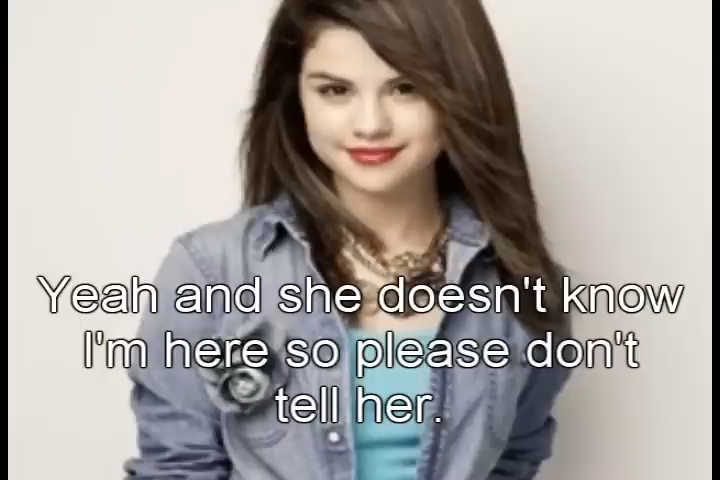 Yeah and she doesn't know
I'm here so please don't
tell her.